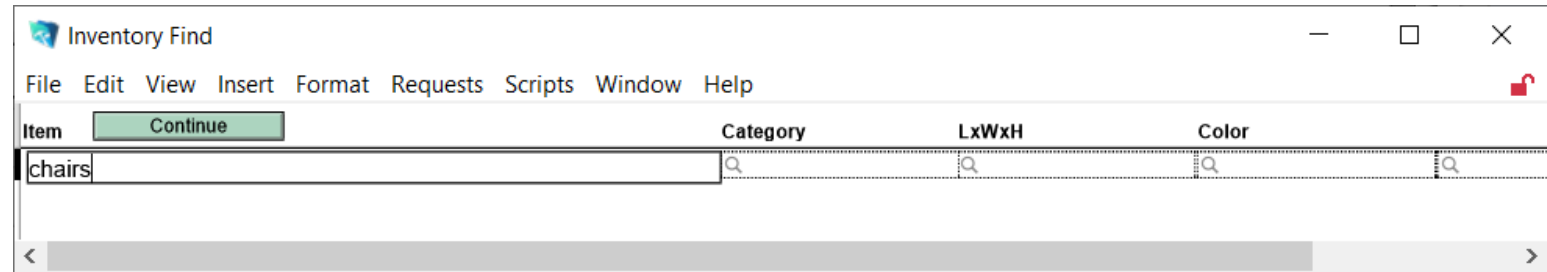 Inventory Find
File Edit View Insert Format Requests Scripts Window Help
Item Continue Category LxWxH Color
chairs